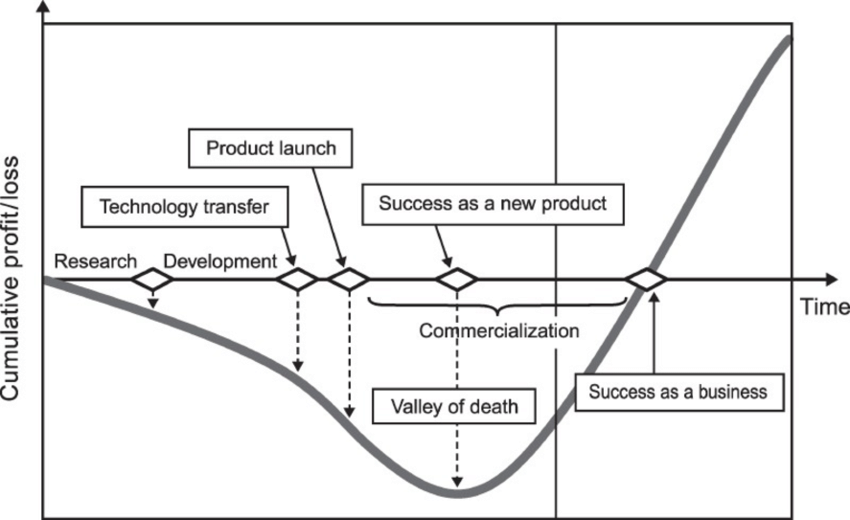 Product launch
Technology transfer
Success as a new product
Research
Development
Time
Commercialization
Success as a business
Valley of death
Cumulative profit/loss